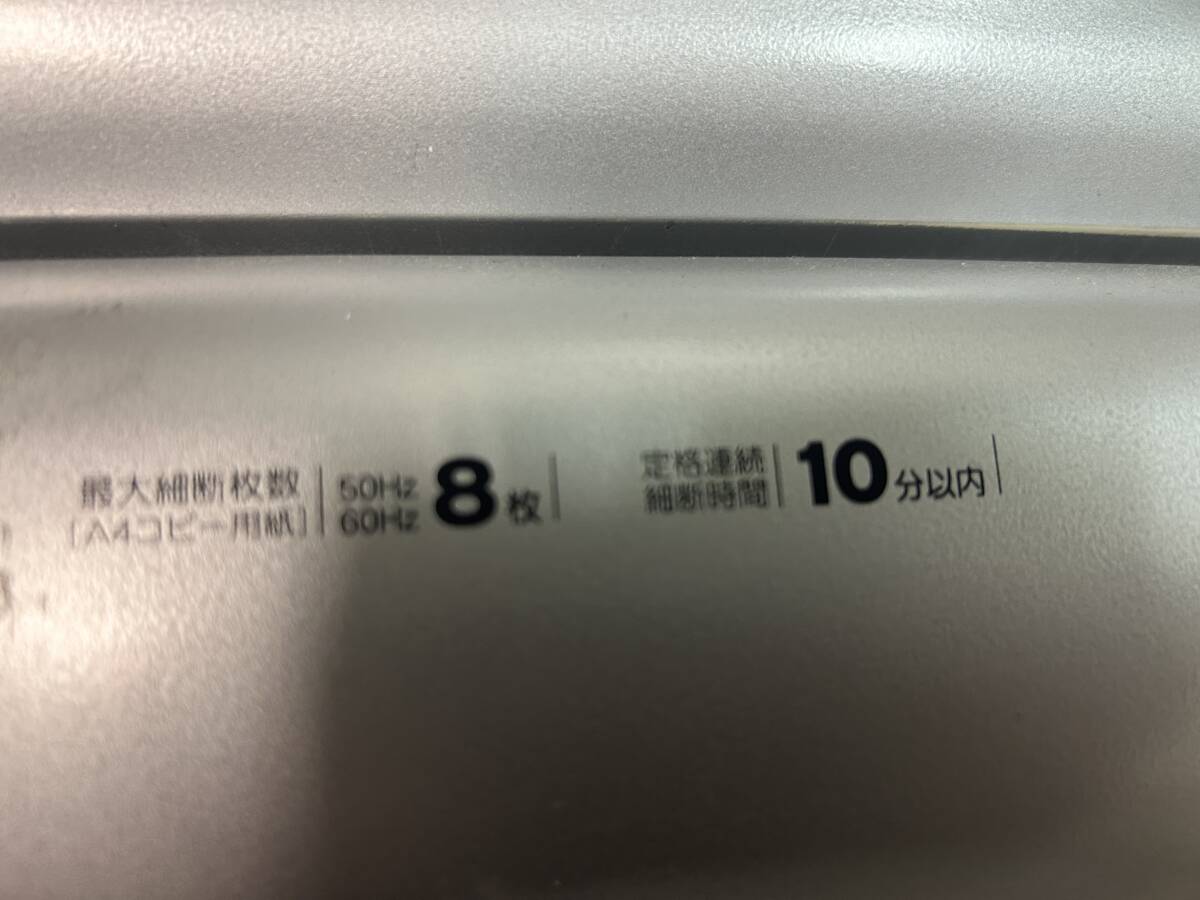 最大細断枚数
[A4コピー用紙]
50Hz
60Hz
8枚
定格連続
細断時間
10分以内